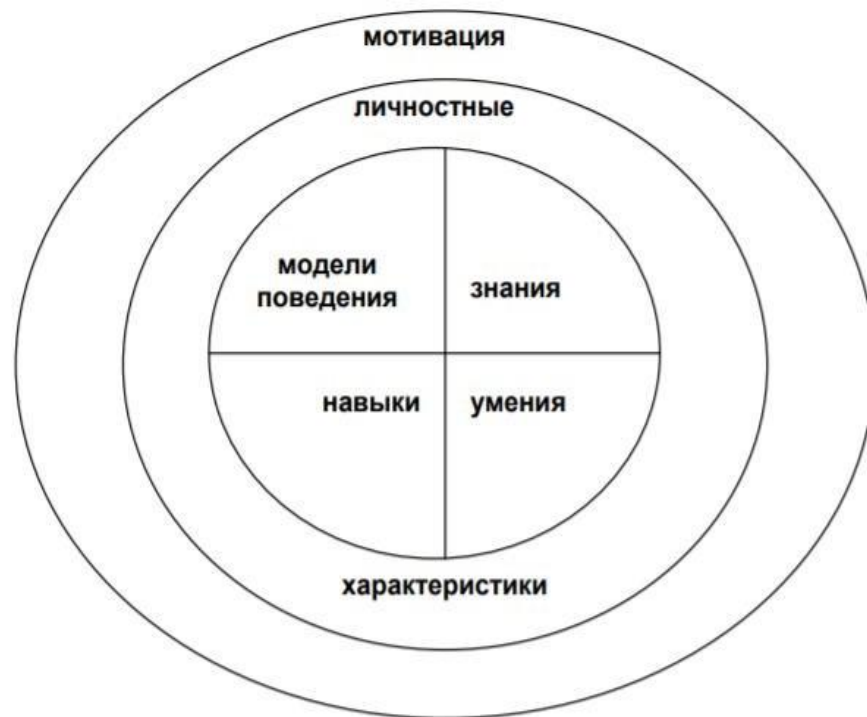 мотивация
личностные
модели
поведения
знания
навыки
умения
характеристики